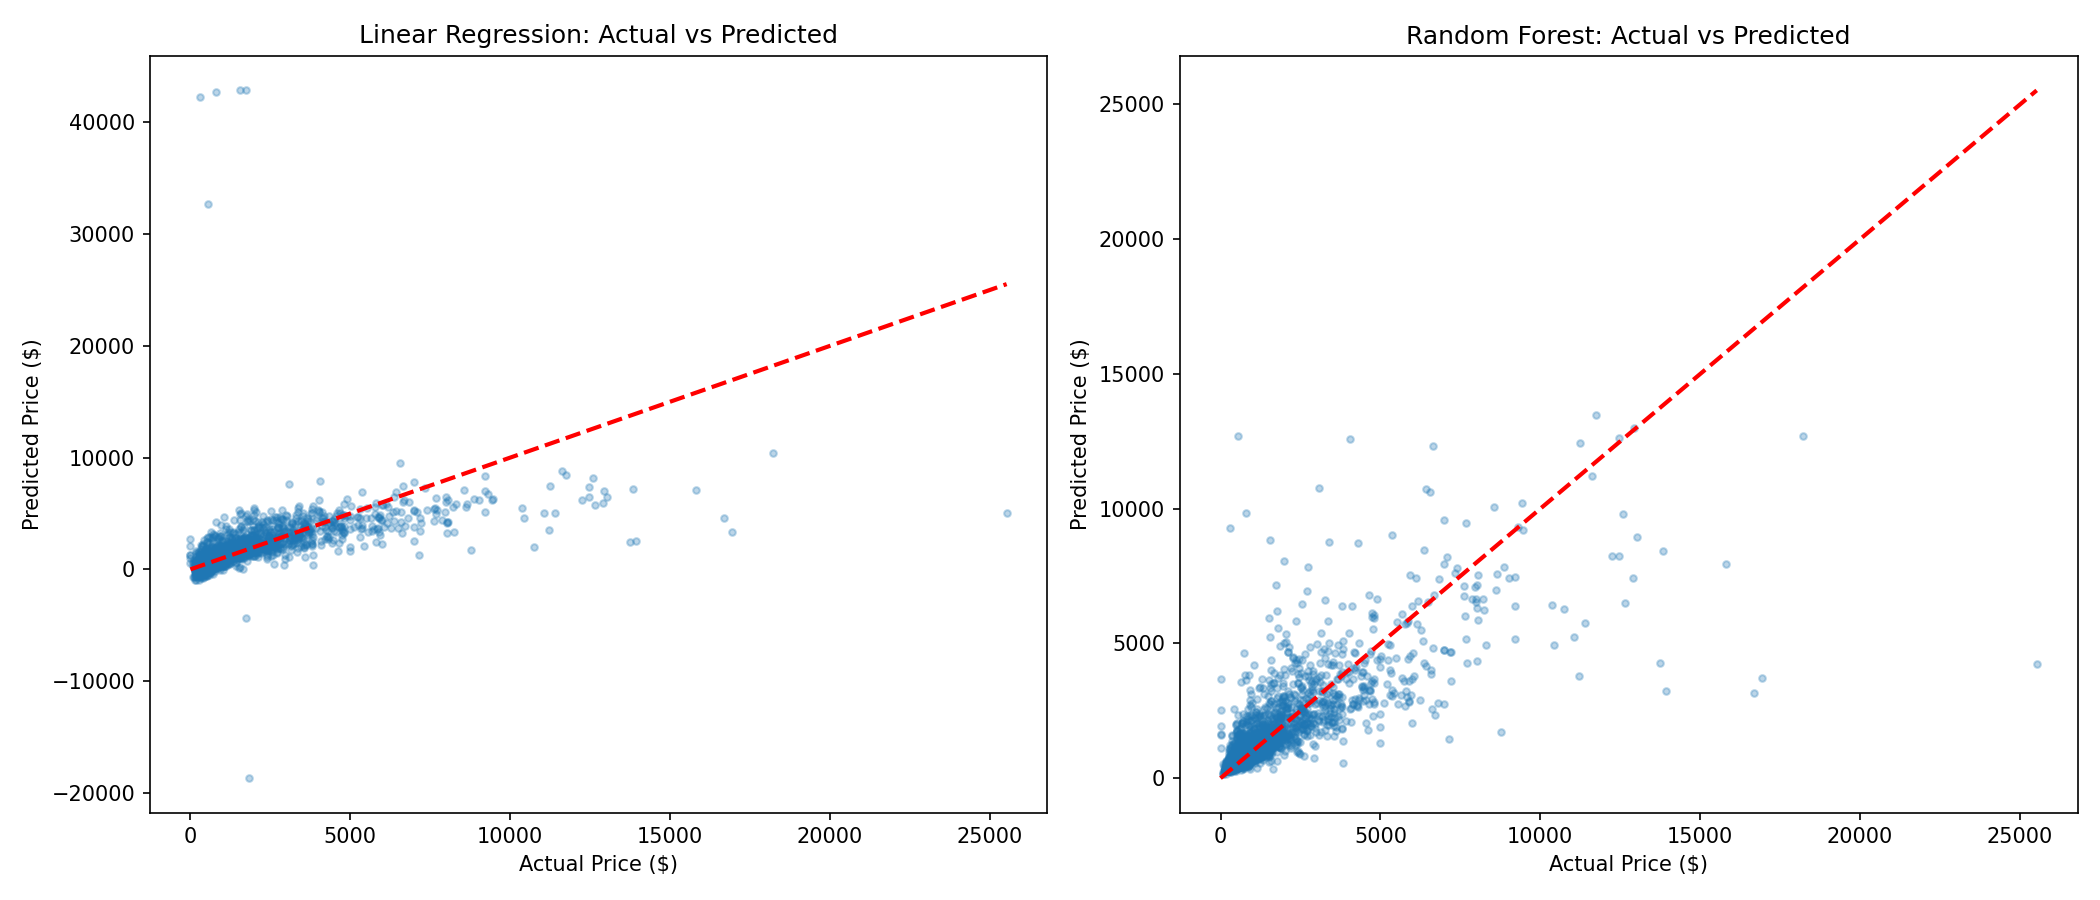 Linear Regression: Actual vs Predicted
Predicted Price ($)
40000
30000
20000
10000
0
−10000
−20000
0 5000 10000 15000 20000 25000
Actual Price ($)
Random Forest: Actual vs Predicted
Predicted Price ($)
25000
20000
15000
10000
5000
0
0 5000 10000 15000 20000 25000
Actual Price ($)